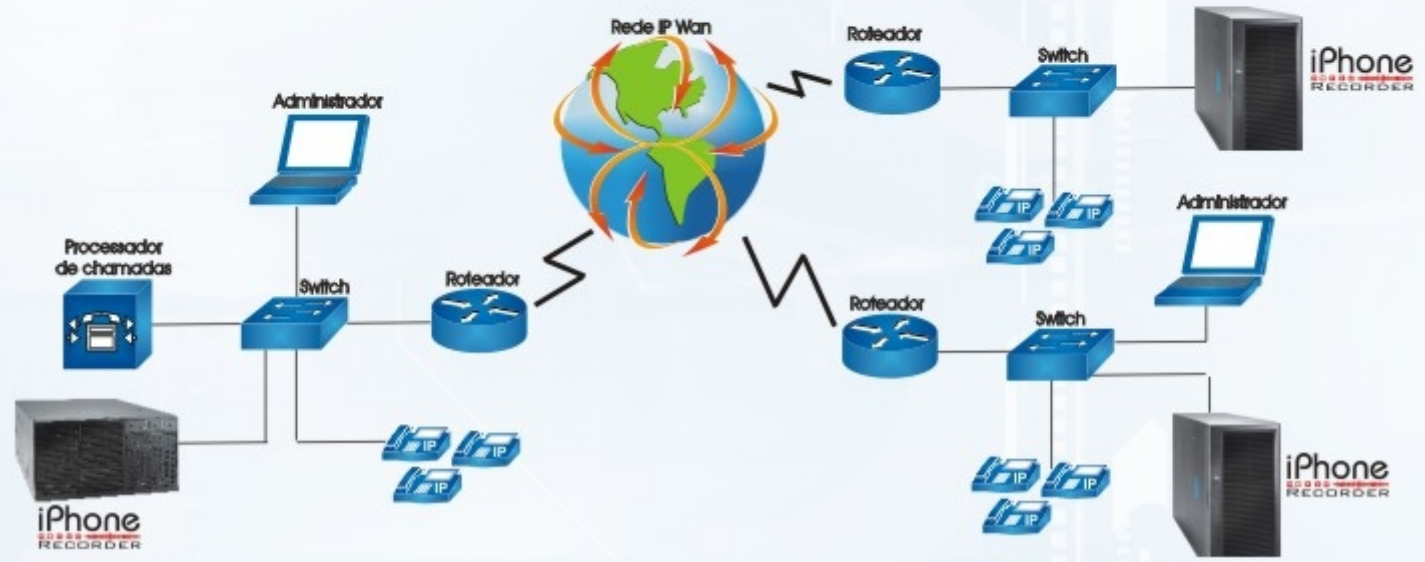 Rede IP Wan
Roteador
Switch
iPhone
RECORDER
Administrador
IP
IP
IP
Administrador
Processador
de chamadas
Switch
Roteador
Roteador
Switch
IP
IP
IP
iPhone
RECORDER
IP
IP
IP
iPhone
RECORDER